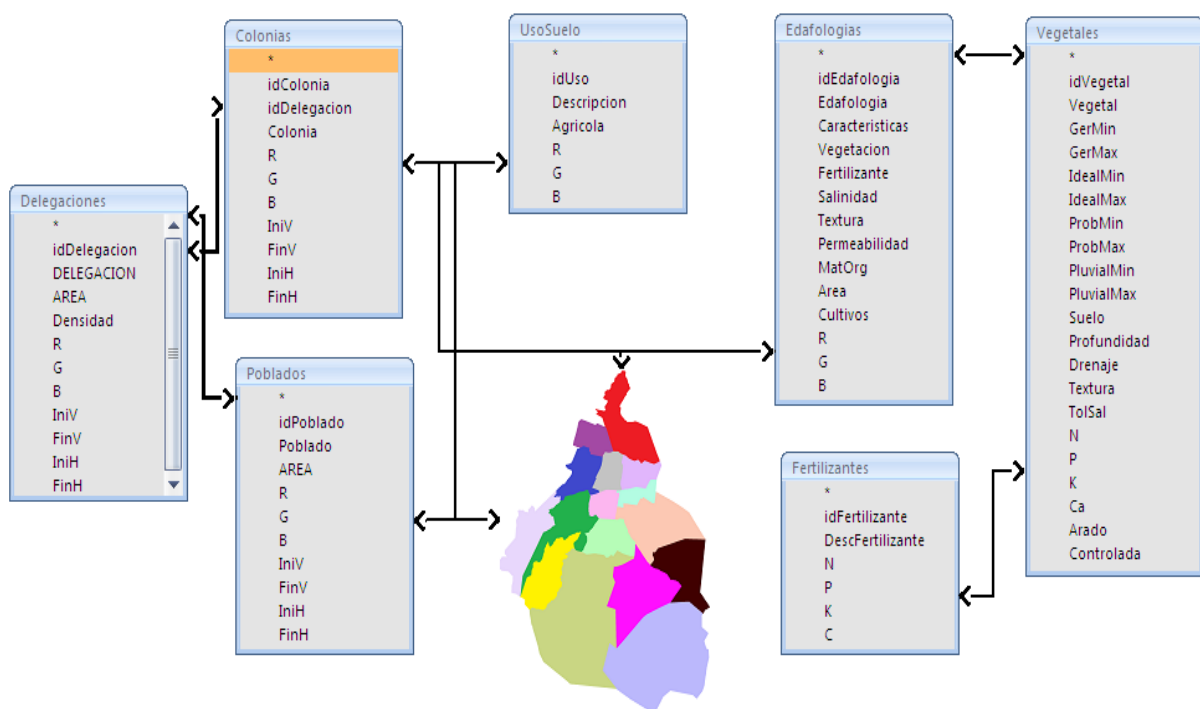 Colonias
*
idColonia
idDelegacion
Colonia
R
G
B
IniV
FinV
IniH
FinH
UsoSuelo
*
idUso
Descripcion
Agricola
R
G
B
Edafologias
*
idEdafologia
Edafologia
Caracteristicas
Vegetacion
Fertilizante
Salinidad
Textura
Permeabilidad
MatOrg
Area
Cultivos
R
G
B
Vegetales
*
idVegetal
Vegetal
GerMin
GerMax
IdealMin
IdealMax
ProbMin
ProbMax
PluvialMin
PluvialMax
Suelo
Profundidad
Drenaje
Textura
TolSal
N
P
K
Ca
Arado
Controlada
Delegaciones
*
idDelegacion
DELEGACION
AREA
Densidad
R
G
B
IniV
FinV
IniH
FinH
Poblados
*
idPoblado
Poblado
AREA
R
G
B
IniV
FinV
IniH
FinH
Fertilizantes
*
idFertilizante
DescFertilizante
N
P
K
C